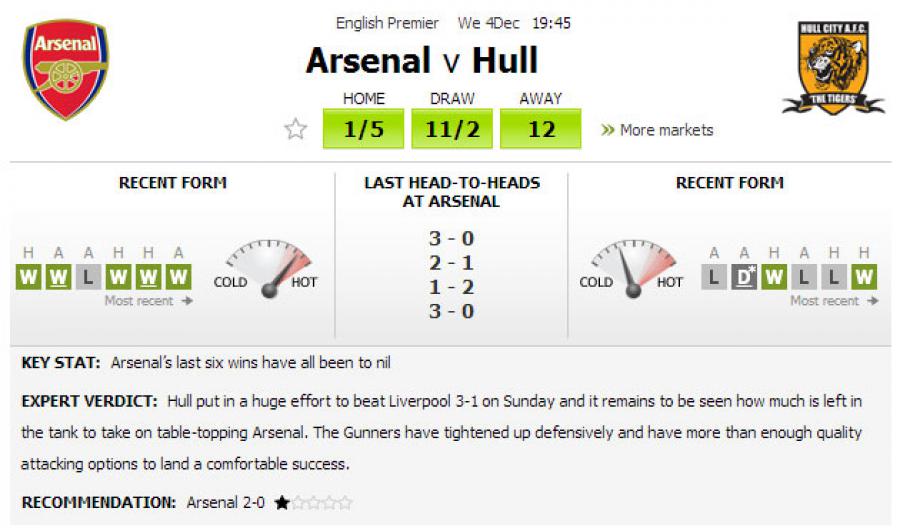 Arsenal
English Premier We 4Dec 19:45
Arsenal v Hull
HULL CITY A.F.C.
'THE TIGERS'
HOME DRAW AWAY
1/5 11/2 12 » More markets
RECENT FORM
LAST HEAD-TO-HEADS
AT ARSENAL
RECENT FORM
H A A H H A
W W L W W W
Most recent →
COLD HOT
3 - 0
2 - 1
1 - 2
3 - 0
COLD HOT
A A H A H H
L D* W L L W
Most recent →
KEY STAT: Arsenal's last six wins have all been to nil
EXPERT VERDICT: Hull put in a huge effort to beat Liverpool 3-1 on Sunday and it remains to be seen how much is left in
the tank to take on table-topping Arsenal. The Gunners have tightened up defensively and have more than enough quality
attacking options to land a comfortable success.
RECOMMENDATION: Arsenal 2-0